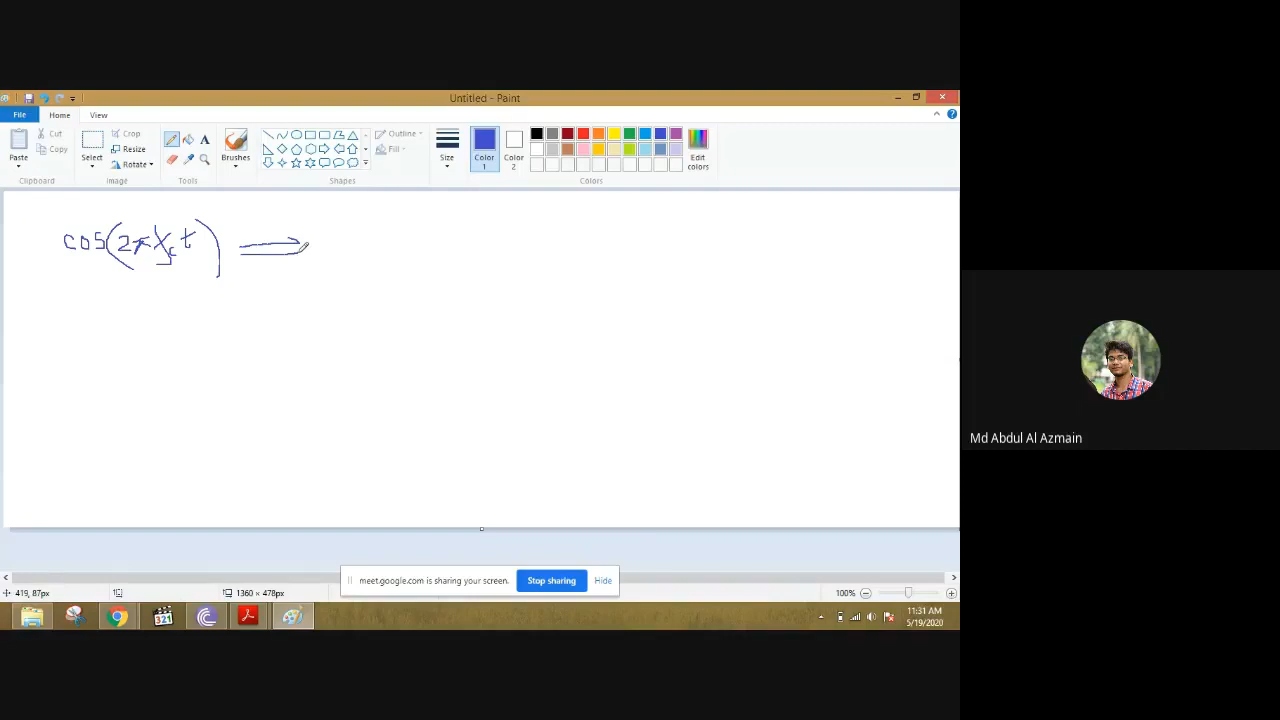 Untitled - Paint
File Home View
Paste Cut Copy Select Crop Resize Rotate Brushes Outline Fill Size Color 1 Color 2 Edit colors
Clipboard Image Tools Shapes Colors
cos(2πf_c t) ⟹
Md Abdul Al Azmain
meet.google.com is sharing your screen. Stop sharing Hide
419, 87px 1360 × 478px 100%
321 11:31 AM
5/19/2020